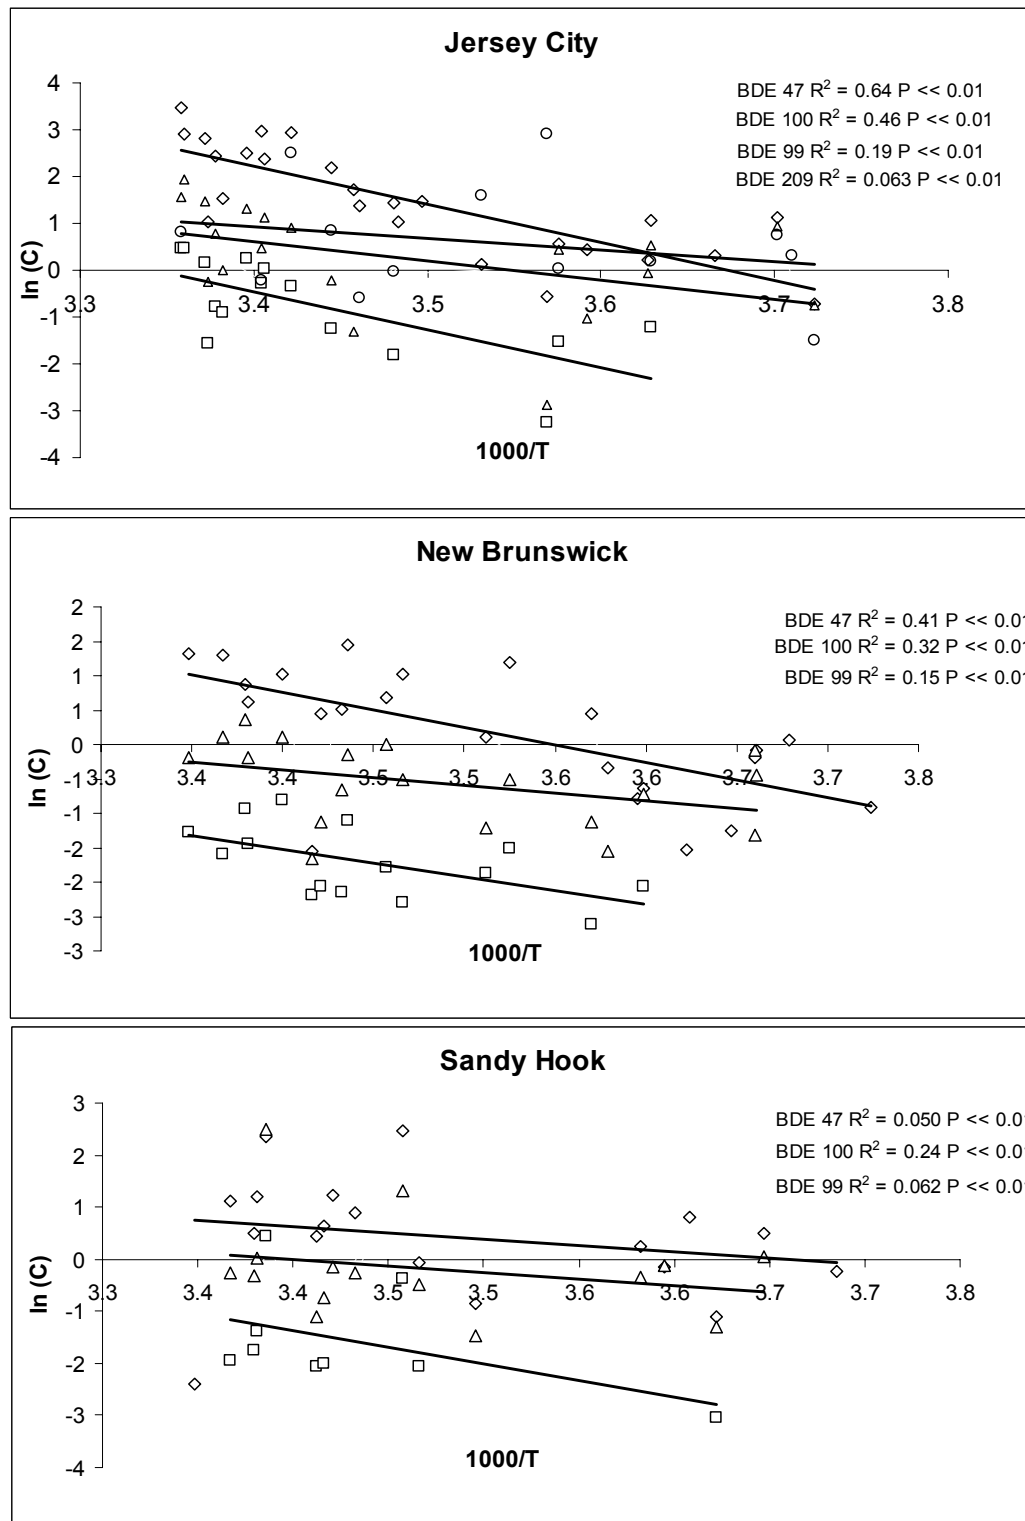 Jersey City
BDE 47 R² = 0.64 P << 0.01
BDE 100 R² = 0.46 P << 0.01
BDE 99 R² = 0.19 P << 0.01
BDE 209 R² = 0.063 P << 0.01
4
3
2
1
0
-1
-2
-3
-4
3.3 3.4 3.5 3.6 3.7 3.8
ln (C)
1000/T
New Brunswick
BDE 47 R² = 0.41 P << 0.01
BDE 100 R² = 0.32 P << 0.01
BDE 99 R² = 0.15 P << 0.01
2
2
1
1
0
-1
-1
-2
-2
-3
-3
3.3 3.4 3.4 3.5 3.5 3.6 3.6 3.7 3.7 3.8
ln (C)
1000/T
Sandy Hook
BDE 47 R² = 0.050 P << 0.01
BDE 100 R² = 0.24 P << 0.01
BDE 99 R² = 0.062 P << 0.01
3
2
1
0
-1
-2
-3
-4
3.3 3.4 3.4 3.5 3.6 3.6 3.7 3.7 3.8
ln (C)
1000/T